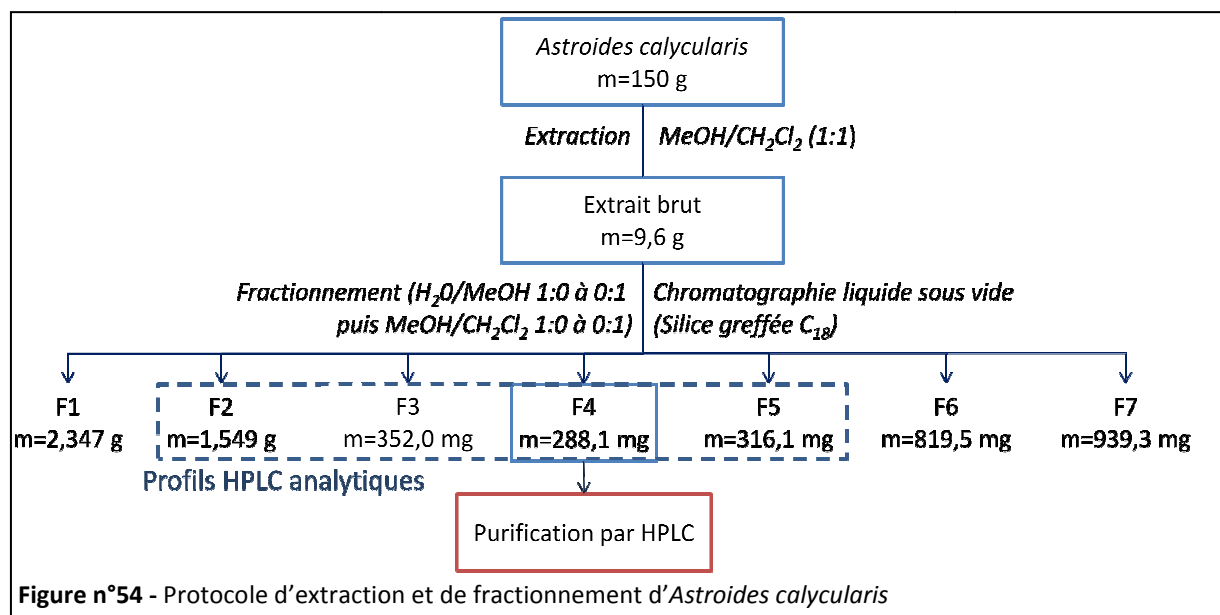 Astroides calycularis
m=150 g
Extraction MeOH/CH2Cl2 (1:1)
Extrait brut
m=9,6 g
Fractionnement (H20/MeOH 1:0 à 0:1
puis MeOH/CH2Cl2 1:0 à 0:1)
Chromatographie liquide sous vide
(Silice greffée C18)
F1 F2 F3 F4 F5 F6 F7
m=2,347 g m=1,549 g m=352,0 mg m=288,1 mg m=316,1 mg m=819,5 mg m=939,3 mg
Profils HPLC analytiques
Purification par HPLC
Figure n°54 - Protocole d'extraction et de fractionnement d'Astroides calycularis